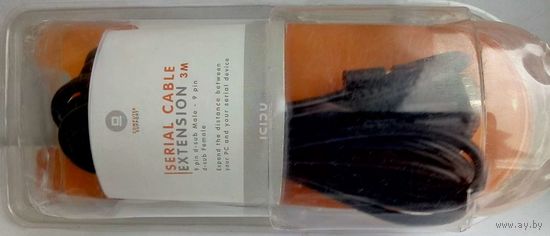 SERIAL CABLE
EXTENSION 3M
9 pin d-sub Male - 9 pin
d-sub Female
Expand the distance between
your PC and your serial device
ICIDU
www.ay.by